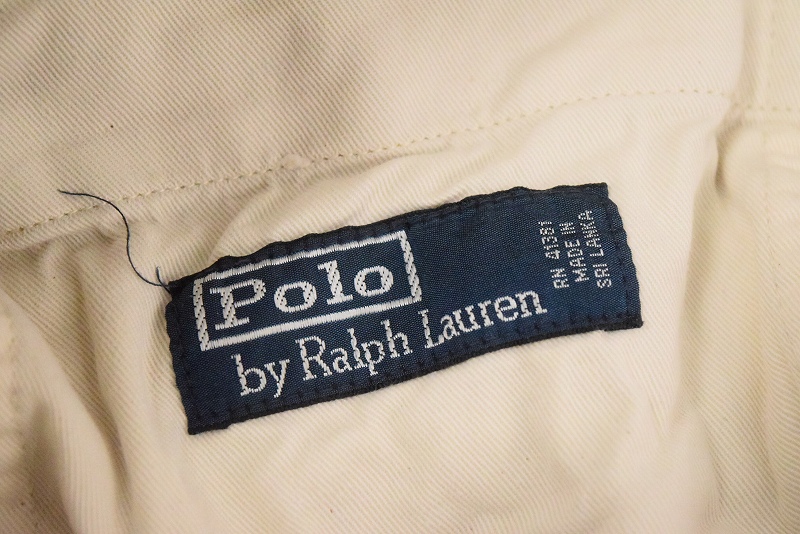 Polo
by Ralph Lauren
RN 41381
MADE IN
SRI LANKA